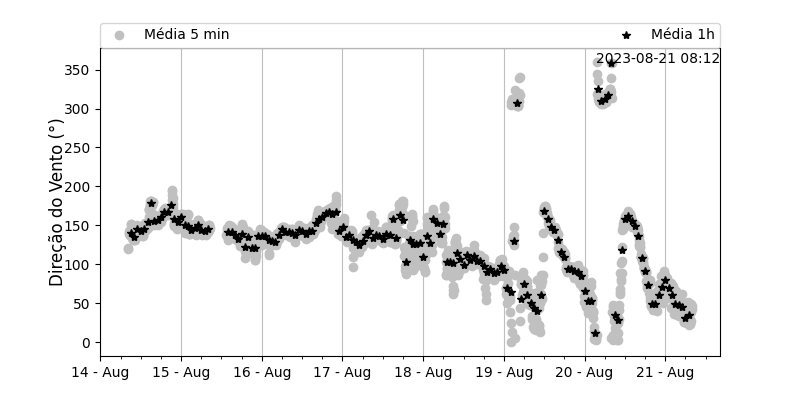 Média 5 min
Média 1h
2023-08-21 08:12
Direção do Vento (°)
350
300
250
200
150
100
50
0
14 - Aug
15 - Aug
16 - Aug
17 - Aug
18 - Aug
19 - Aug
20 - Aug
21 - Aug